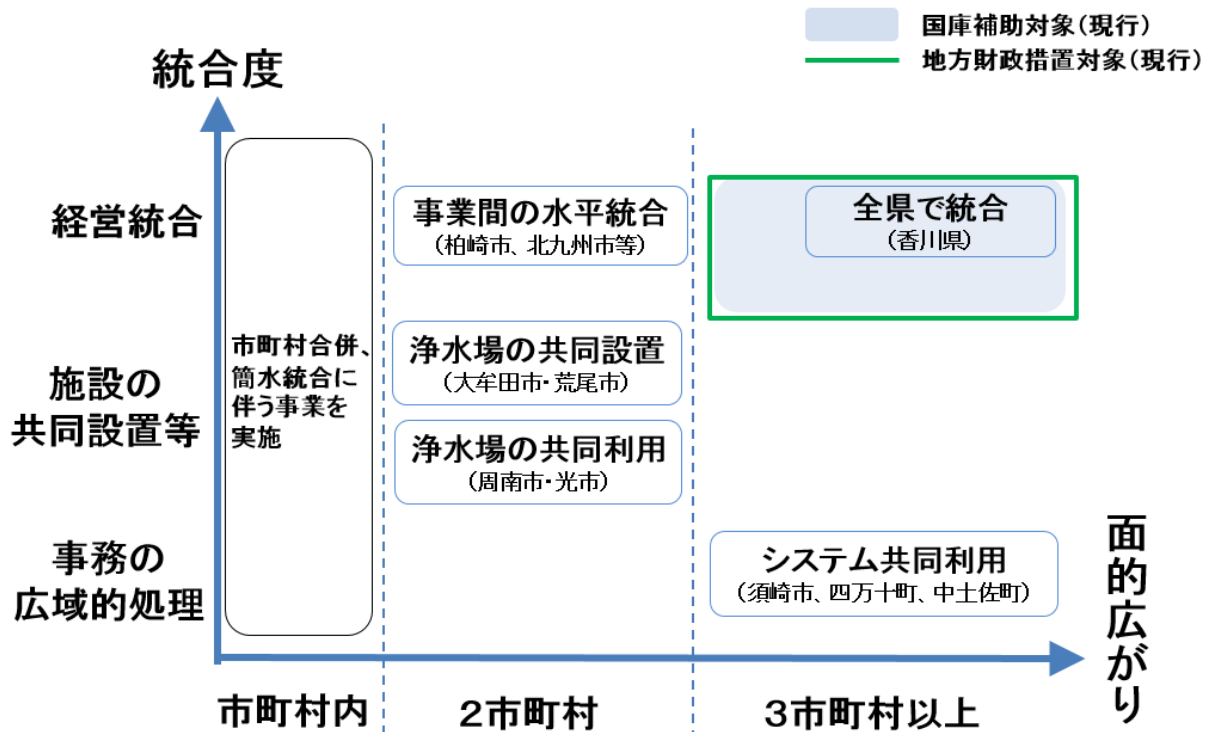 国庫補助対象(現行)
地方財政措置対象(現行)
統合度
経営統合
施設の
共同設置等
事務の
広域的処理
市町村合併、
簡水統合に
伴う事業を
実施
事業間の水平統合
(柏崎市、北九州市等)
浄水場の共同設置
(大牟田市・荒尾市)
浄水場の共同利用
(周南市・光市)
全県で統合
(香川県)
システム共同利用
(須崎市、四万十町、中土佐町)
面的広がり
市町村内
2市町村
3市町村以上